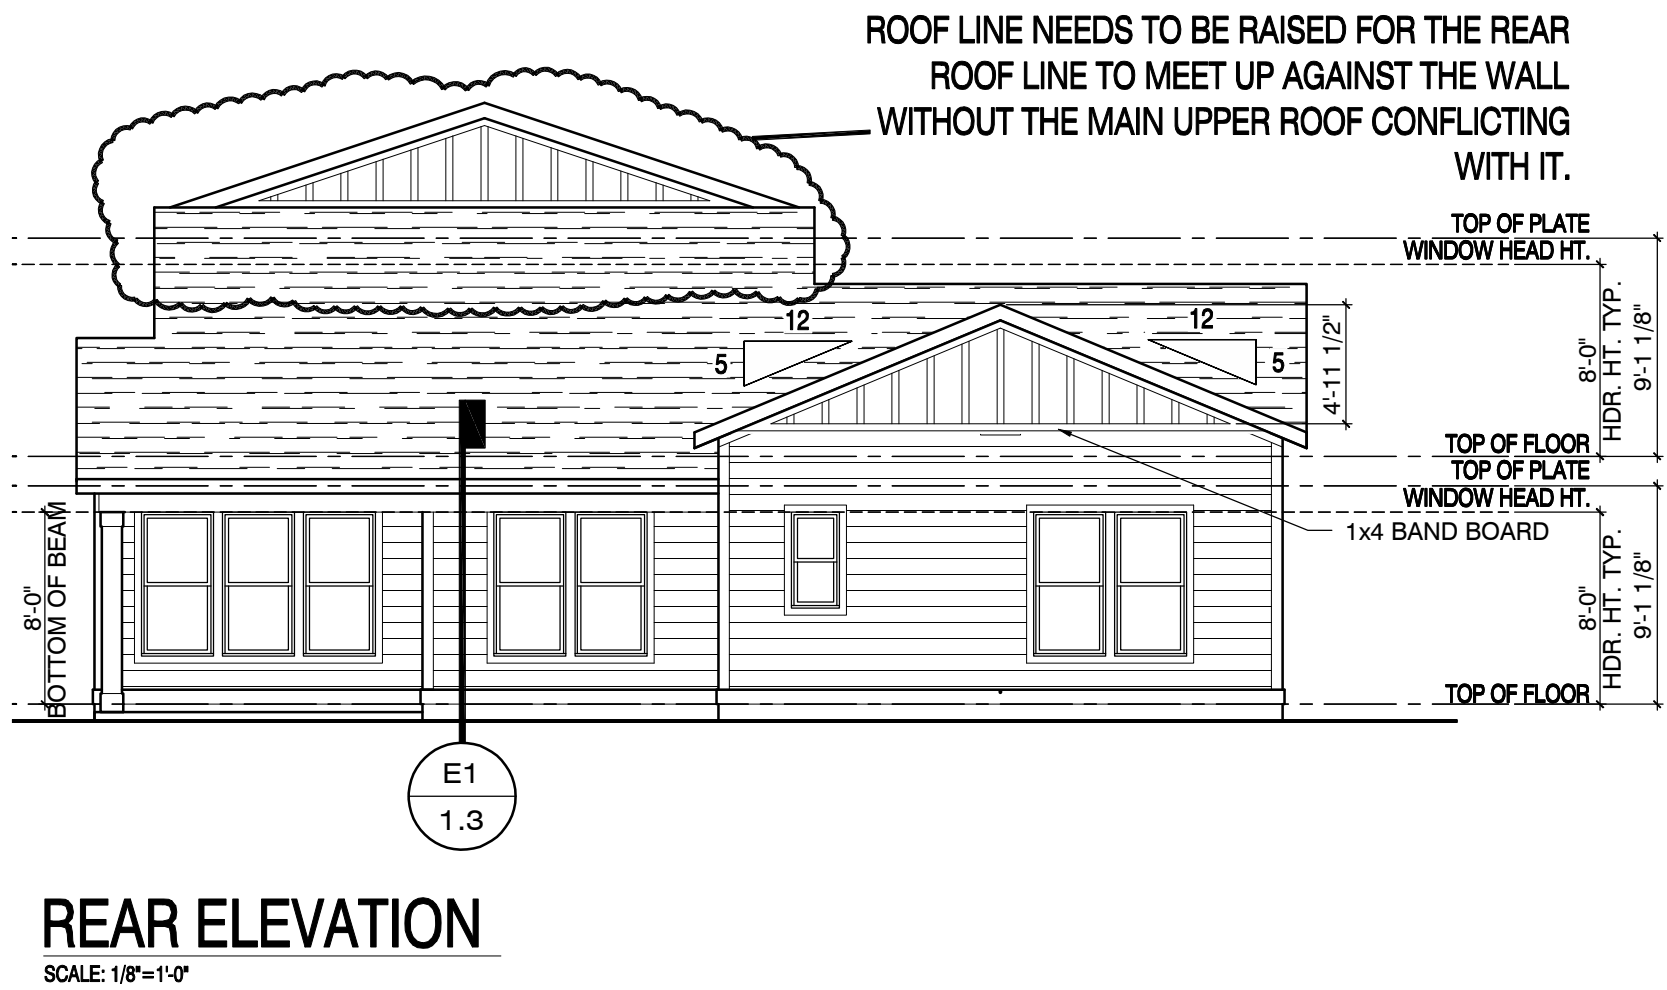 ROOF LINE NEEDS TO BE RAISED FOR THE REAR
ROOF LINE TO MEET UP AGAINST THE WALL
WITHOUT THE MAIN UPPER ROOF CONFLICTING
WITH IT.
TOP OF PLATE
WINDOW HEAD HT.
12
5
12
5
4'-11 1/2"
8'-0"
HDR. HT. TYP.
9'-1 1/8"
TOP OF FLOOR
TOP OF PLATE
WINDOW HEAD HT.
1x4 BAND BOARD
8'-0"
BOTTOM OF BEAM
8'-0"
HDR. HT. TYP.
9'-1 1/8"
TOP OF FLOOR
E1
1.3
REAR ELEVATION
SCALE: 1/8"=1'-0"